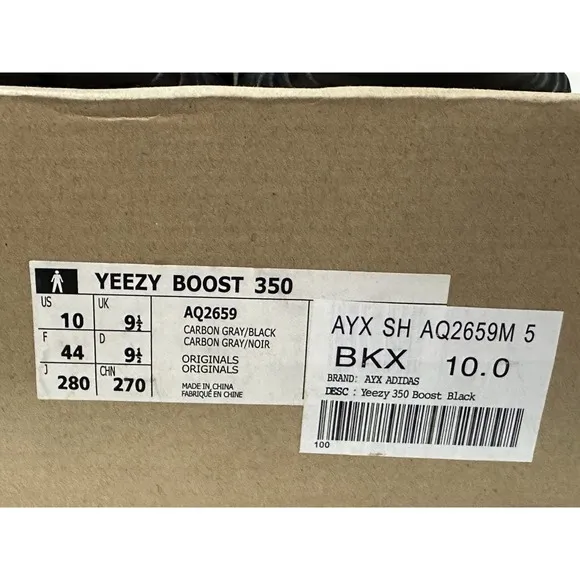 YEEZY BOOST 350
US 10 UK 9½
F 44 D 9½
J 280 CHN 270
AQ2659
CARBON GRAY/BLACK
CARBON GRAY/NOIR
ORIGINALS
ORIGINALS
MADE IN CHINA
FABRIQUÉ EN CHINE
AYX SH AQ2659M 5
BKX 10.0
BRAND: AYX ADIDAS
DESC : Yeezy 350 Boost Black
100